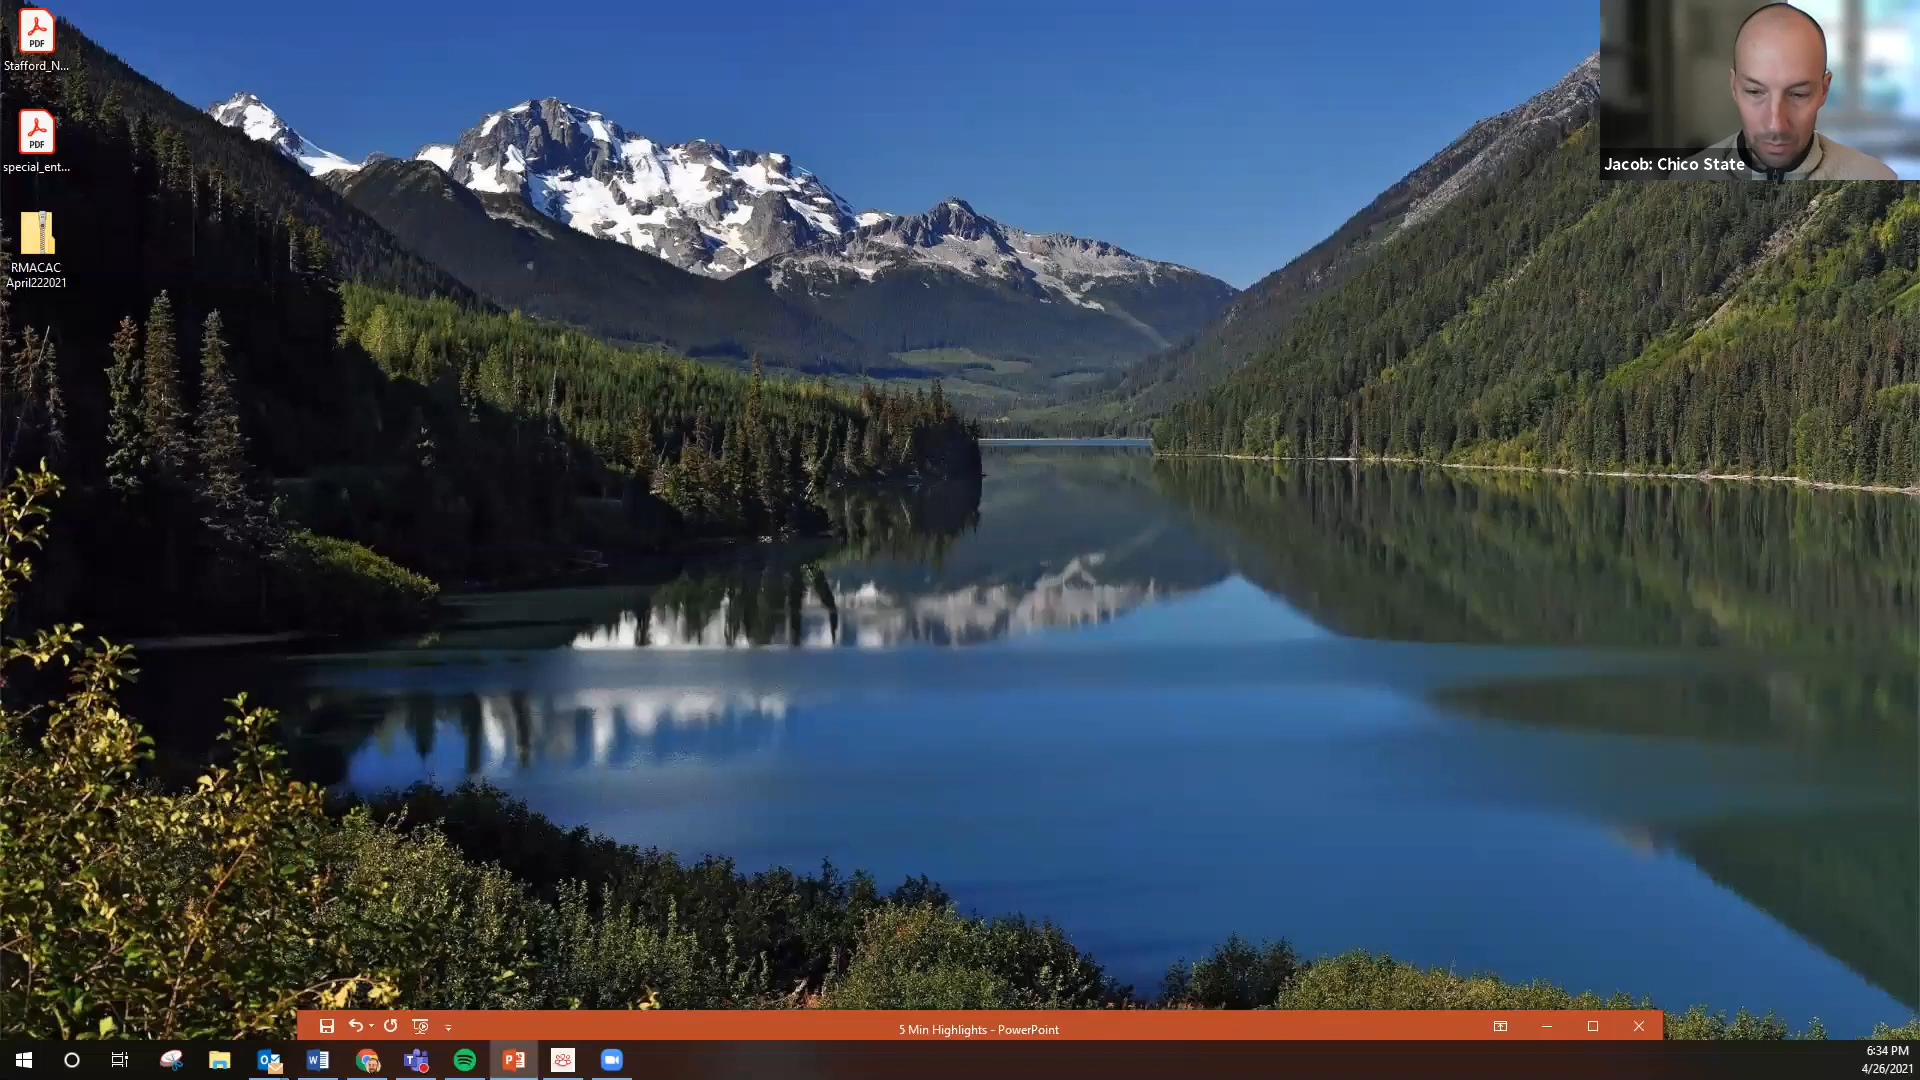 PDF
Stafford_N...
PDF
special_ent...
RMACAC
April222021
Jacob: Chico State
5 Min Highlights - PowerPoint
6:34 PM
4/26/2021